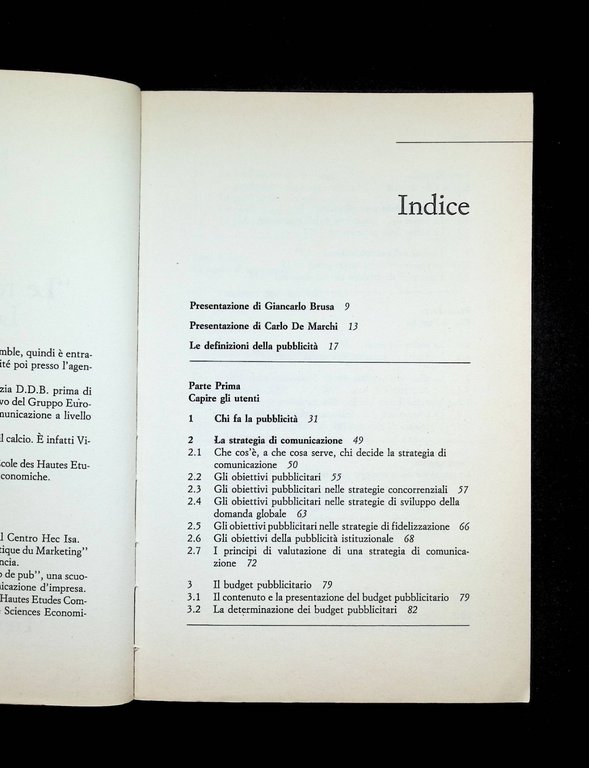 mble, quindi è entra-
ité poi presso l'agen-
zia D.D.B. prima di
vo del Gruppo Euro-
municazione a livello
l calcio. È infatti Vi-
cole des Hautes Etu-
conomiche.
l Centro Hec Isa.
tique du Marketing"
ncia.
o de pub", una scuo-
nicazione d'impresa.
Hautes Etudes Com-
Sciences Economi-
Indice
Presentazione di Giancarlo Brusa 9
Presentazione di Carlo De Marchi 13
Le definizioni della pubblicità 17
Parte Prima
Capire gli utenti
1 Chi fa la pubblicità 31
2 La strategia di comunicazione 49
2.1 Che cos'è, a che cosa serve, chi decide la strategia di
comunicazione 50
2.2 Gli obiettivi pubblicitari 55
2.3 Gli obiettivi pubblicitari nelle strategie concorrenziali 57
2.4 Gli obiettivi pubblicitari nelle strategie di sviluppo della
domanda globale 63
2.5 Gli obiettivi pubblicitari nelle strategie di fidelizzazione 66
2.6 Gli obiettivi della pubblicità istituzionale 68
2.7 I principi di valutazione di una strategia di comunica-
zione 72
3 Il budget pubblicitario 79
3.1 Il contenuto e la presentazione del budget pubblicitario 79
3.2 La determinazione dei budget pubblicitari 82